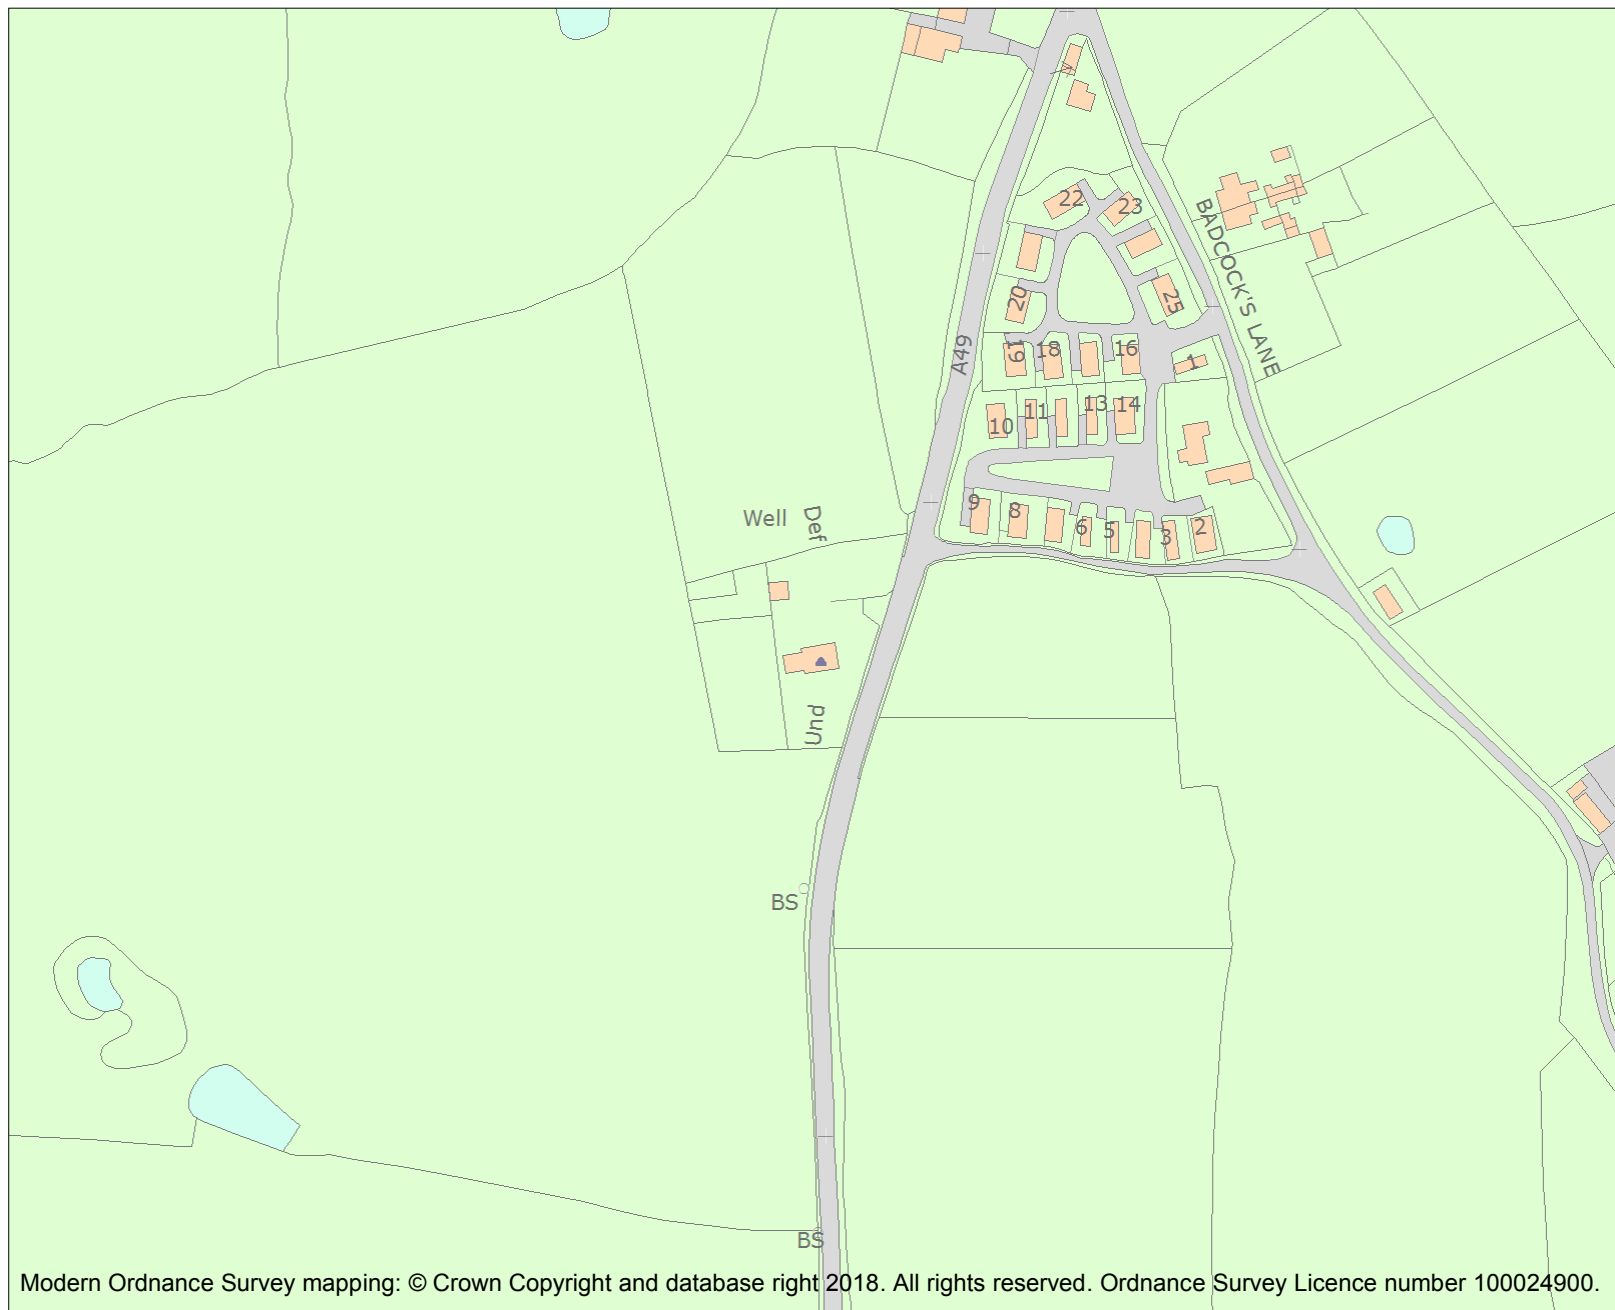 22
23
BADCOCK'S LANE
20
25
A49
19
18
16
1
10
11
13
14
9
8
6
5
3
2
Well
Def
Und
BS
BS
Modern Ordnance Survey mapping: © Crown Copyright and database right 2018. All rights reserved. Ordnance Survey Licence number 100024900.